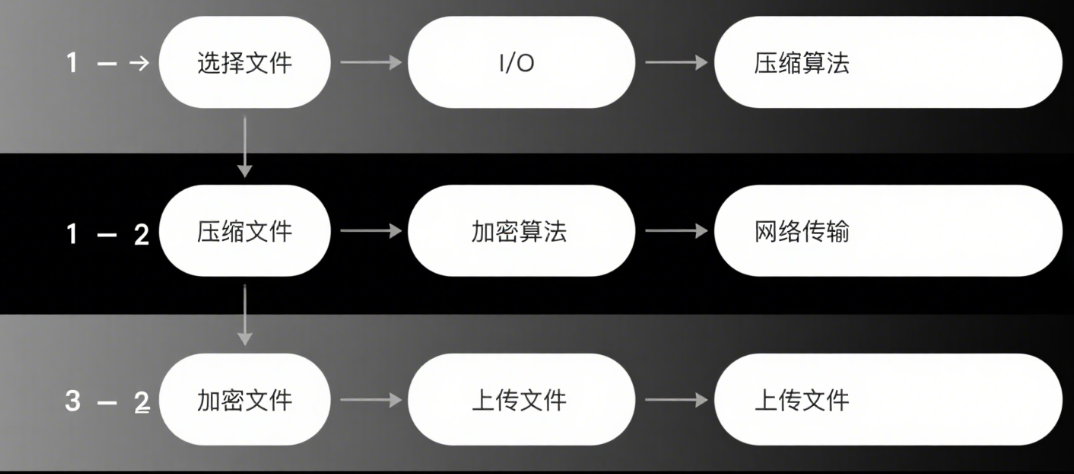 1 – → 选择文件 → I/O → 压缩算法
1 – 2 压缩文件 → 加密算法 → 网络传输
3 – 2 加密文件 → 上传文件 → 上传文件